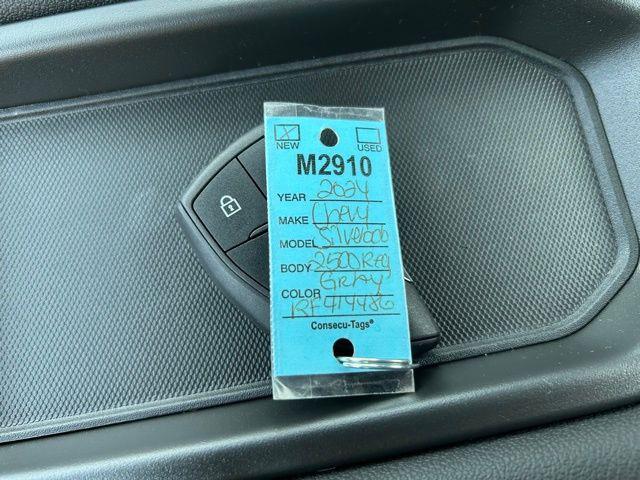 NEW USED
M2910
YEAR 2024
MAKE Chevy
MODEL Silverado
BODY 2500 Reg
COLOR Gray
RF414486
Consecu-Tags®